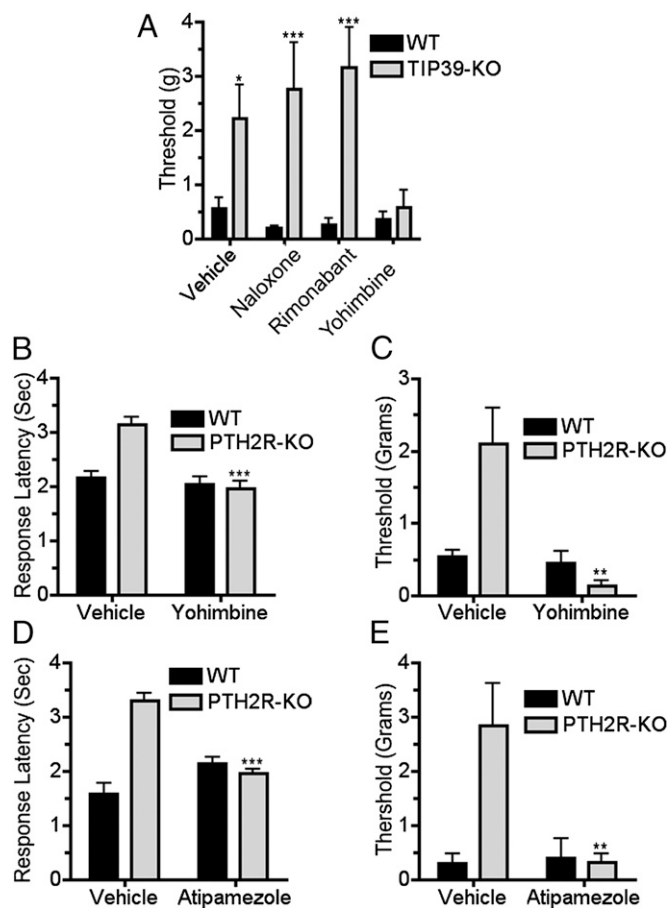 A
Threshold (g)
4
3
2
1
0
*
***
***
WT
TIP39-KO
Vehicle
Naloxone
Rimonabant
Yohimbine
B
Response Latency (Sec)
4
3
2
1
0
WT
PTH2R-KO
***
Vehicle Yohimbine
C
Threshold (Grams)
3
2
1
0
WT
PTH2R-KO
**
Vehicle Yohimbine
D
Response Latency (Sec)
4
3
2
1
0
WT
PTH2R-KO
***
Vehicle Atipamezole
E
Thershold (Grams)
4
3
2
1
0
WT
PTH2R-KO
**
Vehicle Atipamezole